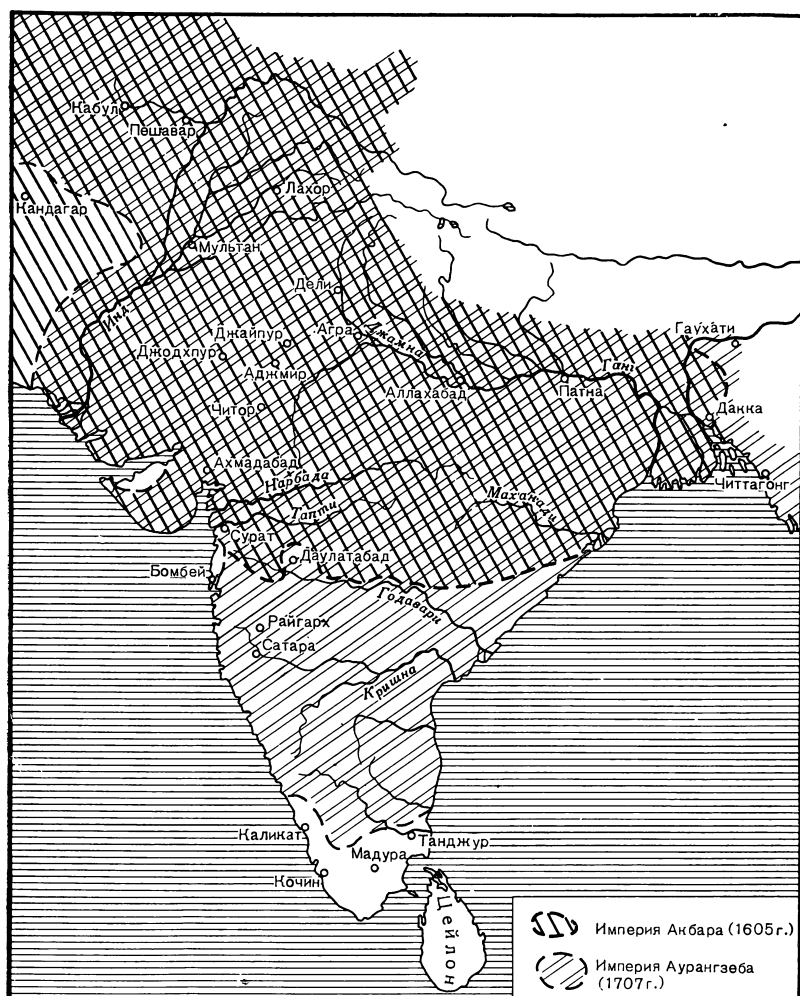 Кабул
Пешавар
Кандагар
Лахор
Мультан
Дели
Инд
Джайпур
Агра
Джамна
Гаухати
Джодхпур
Аджмир
Ганг
Аллахабад
Патна
Читор
Дакка
Ахмадабад
Нарбада
Читтагонг
Тапти
Маханади
Сурат
Даулатабад
Бомбей
Годавари
Райгарх
Сатара
Кришна
Каликат
Танджур
Мадура
Кочин
Цейлон
Империя Акбара (1605г.)
Империя Аурангзеба
(1707г.)